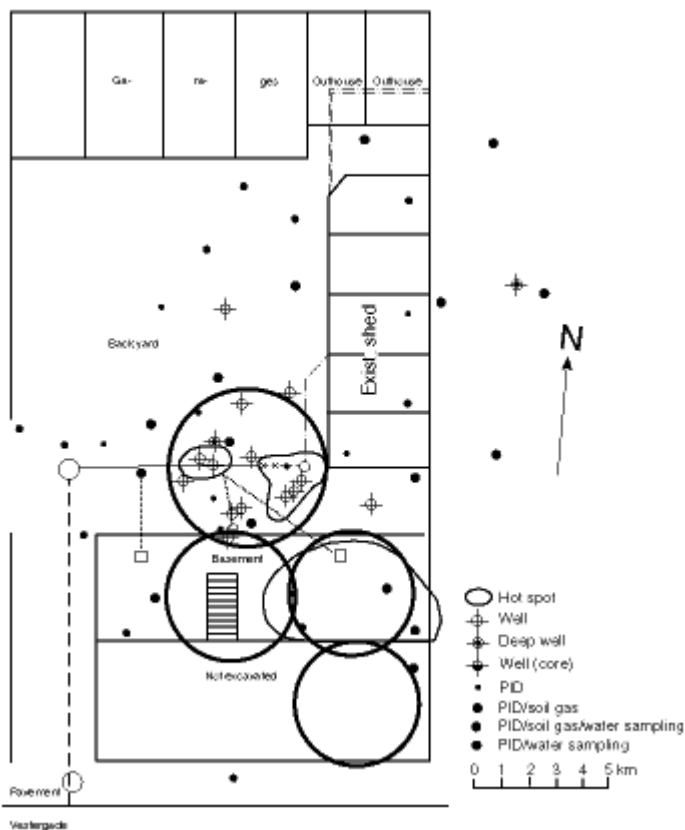 Ga- ra- ges Outhouse Outhouse
Exist. shed
N
Backyard
Basement
Not excavated
Hot spot
Well
Deep well
Well (core)
PID
PID/soil gas
PID/soil gas/water sampling
PID/water sampling
0 1 2 3 4 5 km
Pavement
Vestergade